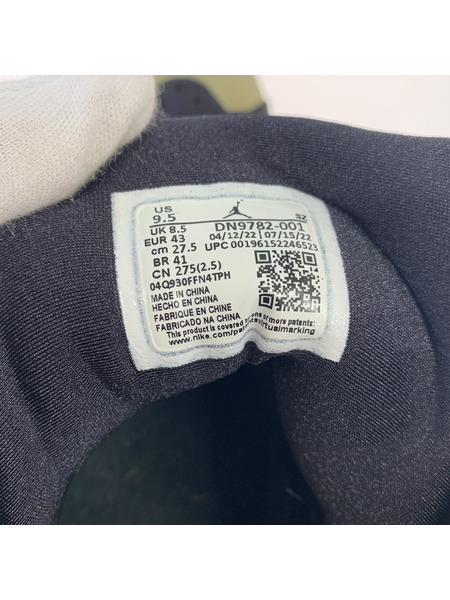 US
9.5 SZ
UK 8.5 DN9782-001
EUR 43 04/12/22 07/15/22
cm 27.5 UPC 00196152246523
BR 41
CN 275(2.5)
04Q930FFN4TPH
MADE IN CHINA
HECHO EN CHINA
FABRIQUE EN CHINE
FABRICADO NA CHINA
This product is covered by one of more patents:
www.nike.com/pa virtualmarking